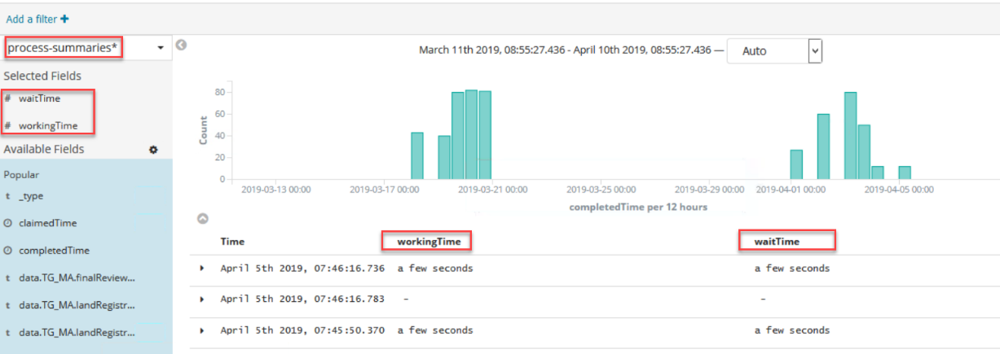 Add a filter +
process-summaries*
March 11th 2019, 08:55:27.436 - April 10th 2019, 08:55:27.436 — Auto
Selected Fields
# waitTime
# workingTime
Available Fields
Popular
t _type
claimedTime
completedTime
t data.TG_MA.finalReview...
t data.TG_MA.landRegistr...
t data.TG_MA.landRegistr...
Count
80
60
40
20
0
2019-03-13 00:00 2019-03-17 00:00 2019-03-21 00:00 2019-03-25 00:00 2019-03-29 00:00 2019-04-01 00:00 2019-04-05 00:00
completedTime per 12 hours
Time workingTime waitTime
April 5th 2019, 07:46:16.736 a few seconds a few seconds
April 5th 2019, 07:46:16.783 - -
April 5th 2019, 07:45:50.370 a few seconds a few seconds